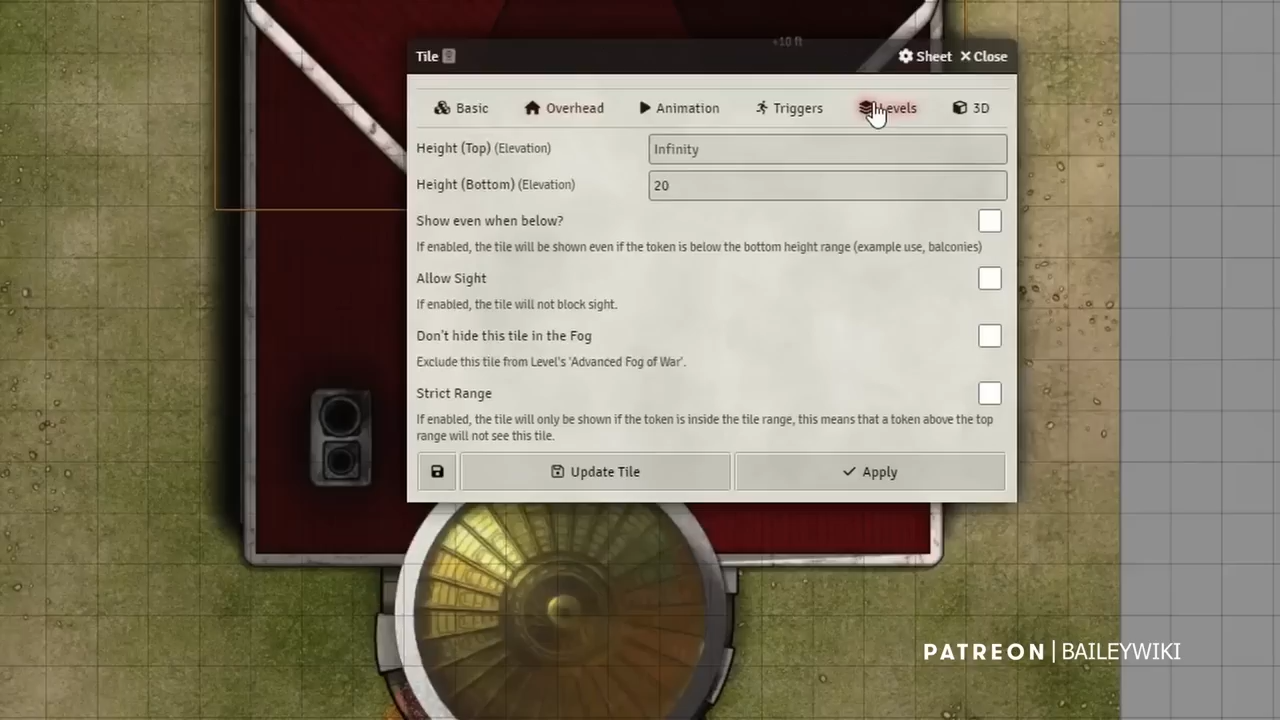 +10 ft
Tile
Sheet
Close
Basic
Overhead
Animation
Triggers
Levels
3D
Height (Top) (Elevation)
Infinity
Height (Bottom) (Elevation)
20
Show even when below?
If enabled, the tile will be shown even if the token is below the bottom height range (example use, balconies)
Allow Sight
If enabled, the tile will not block sight.
Don't hide this tile in the Fog
Exclude this tile from Level's 'Advanced Fog of War'.
Strict Range
If enabled, the tile will only be shown if the token is inside the tile range, this means that a token above the top
range will not see this tile.
Update Tile
Apply
PATREON | BAILEYWIKI